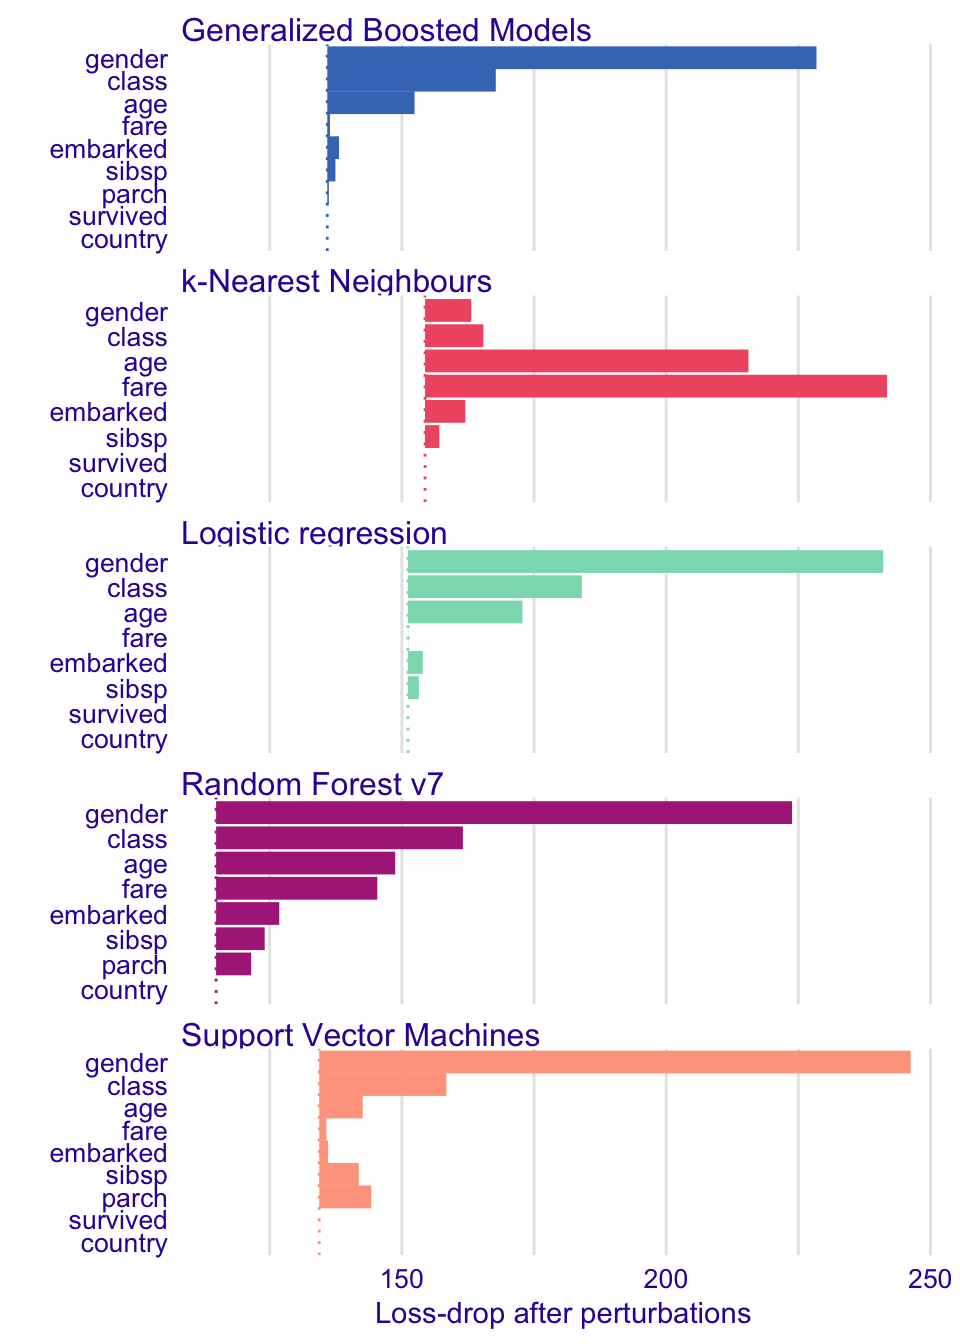 Generalized Boosted Models
gender
class
age
fare
embarked
sibsp
parch
survived
country
k-Nearest Neighbours
gender
class
age
fare
embarked
sibsp
survived
country
Logistic regression
gender
class
age
fare
embarked
sibsp
survived
country
Random Forest v7
gender
class
age
fare
embarked
sibsp
parch
country
Support Vector Machines
gender
class
age
fare
embarked
sibsp
parch
survived
country
150 200 250
Loss-drop after perturbations